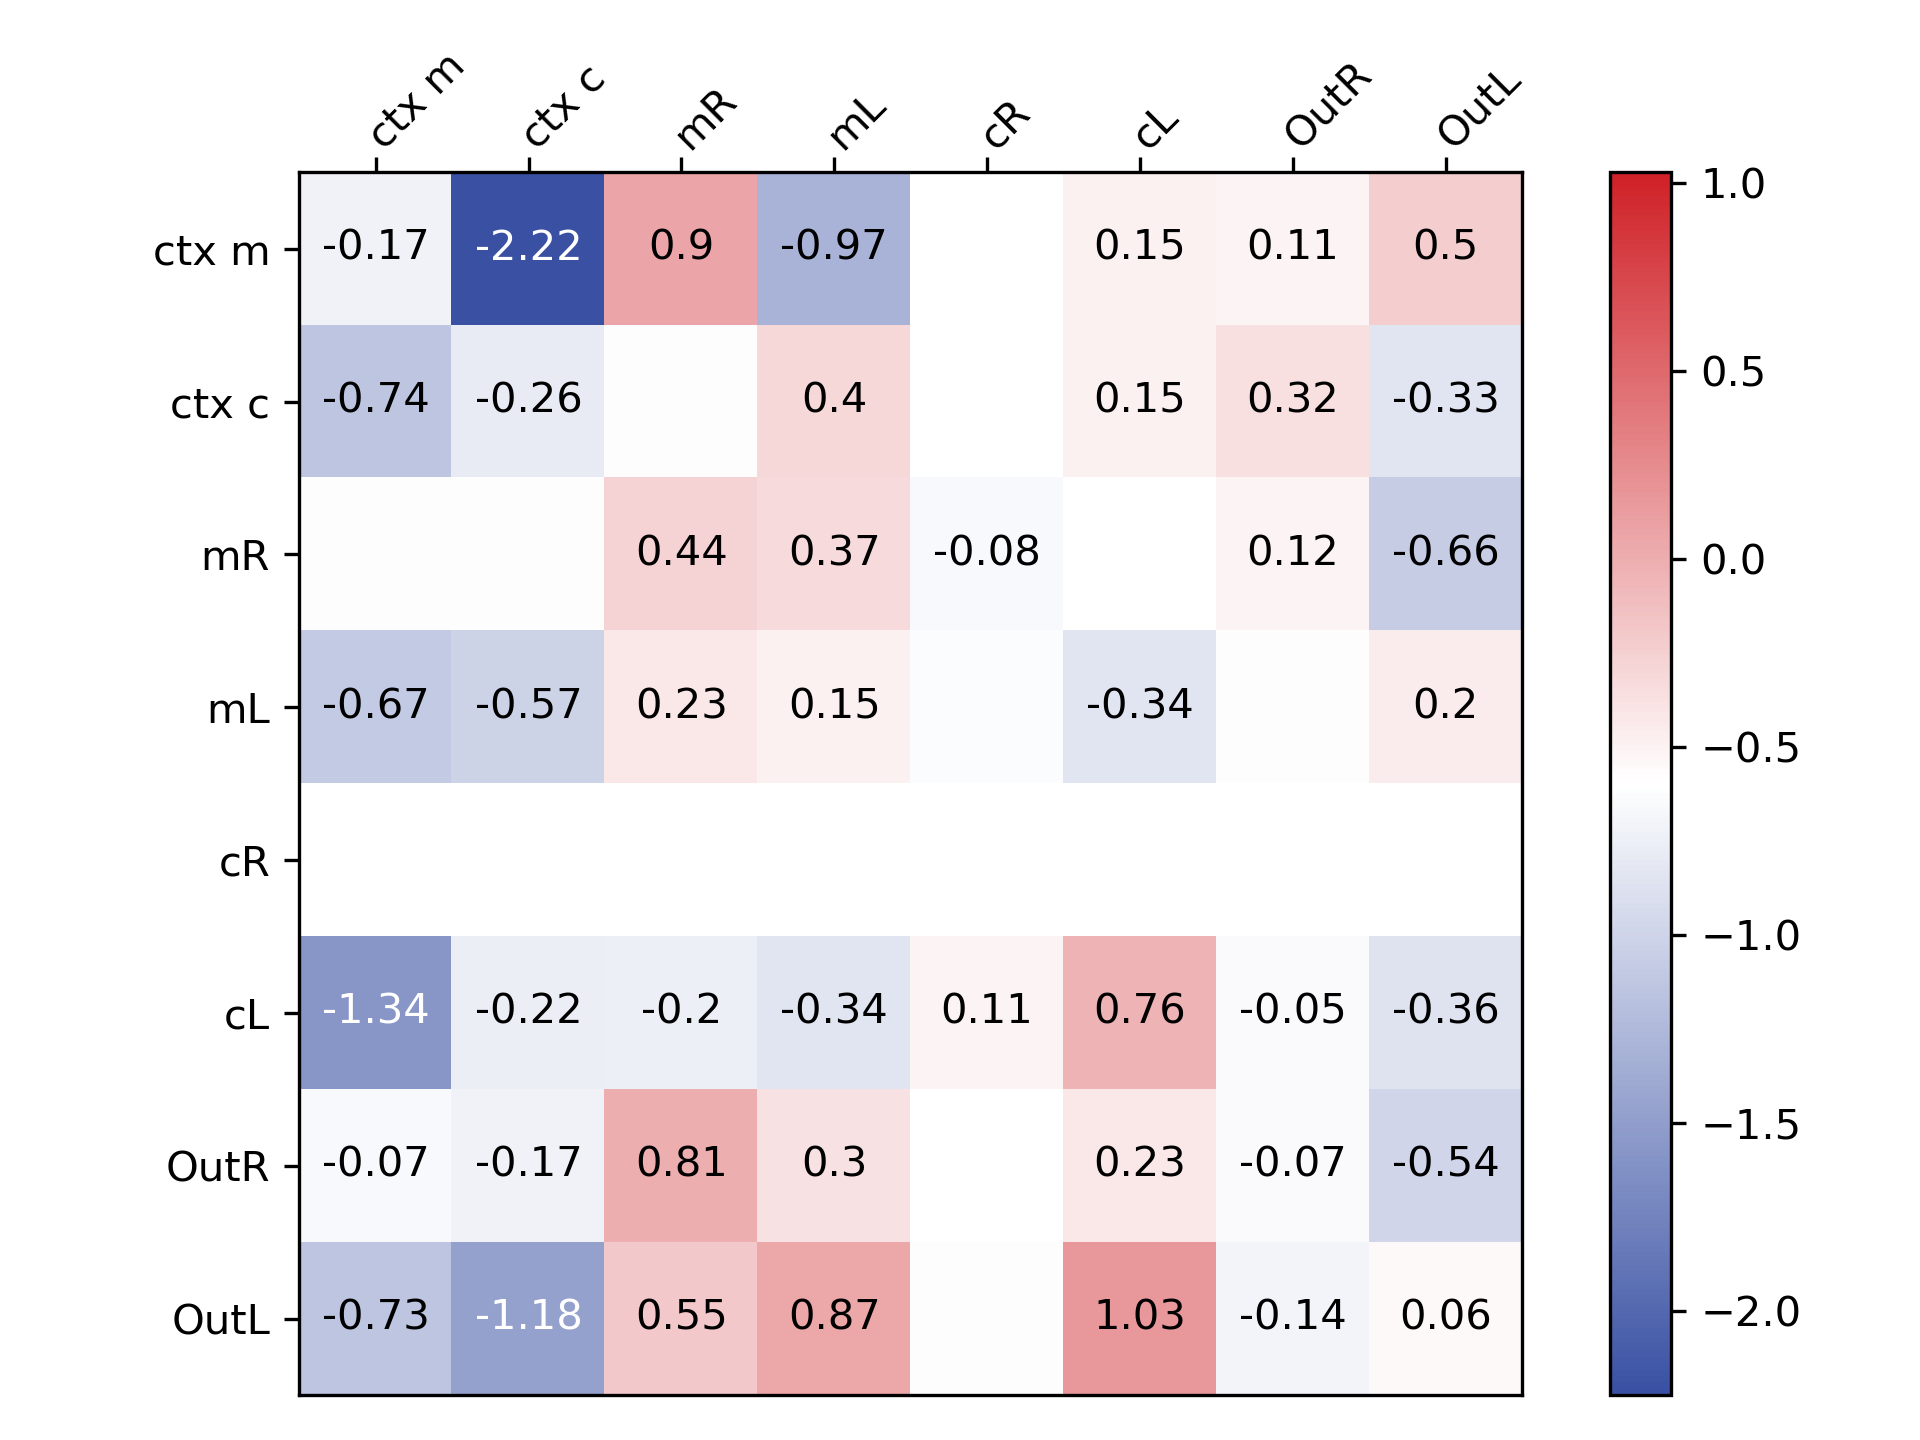 ctx m ctx c mR mL cR cL OutR OutL
ctx m -0.17 -2.22 0.9 -0.97 0.15 0.11 0.5
ctx c -0.74 -0.26 0.4 0.15 0.32 -0.33
mR 0.44 0.37 -0.08 0.12 -0.66
mL -0.67 -0.57 0.23 0.15 -0.34 0.2
cR
cL -1.34 -0.22 -0.2 -0.34 0.11 0.76 -0.05 -0.36
OutR -0.07 -0.17 0.81 0.3 0.23 -0.07 -0.54
OutL -0.73 -1.18 0.55 0.87 1.03 -0.14 0.06
1.0
0.5
0.0
−0.5
−1.0
−1.5
−2.0